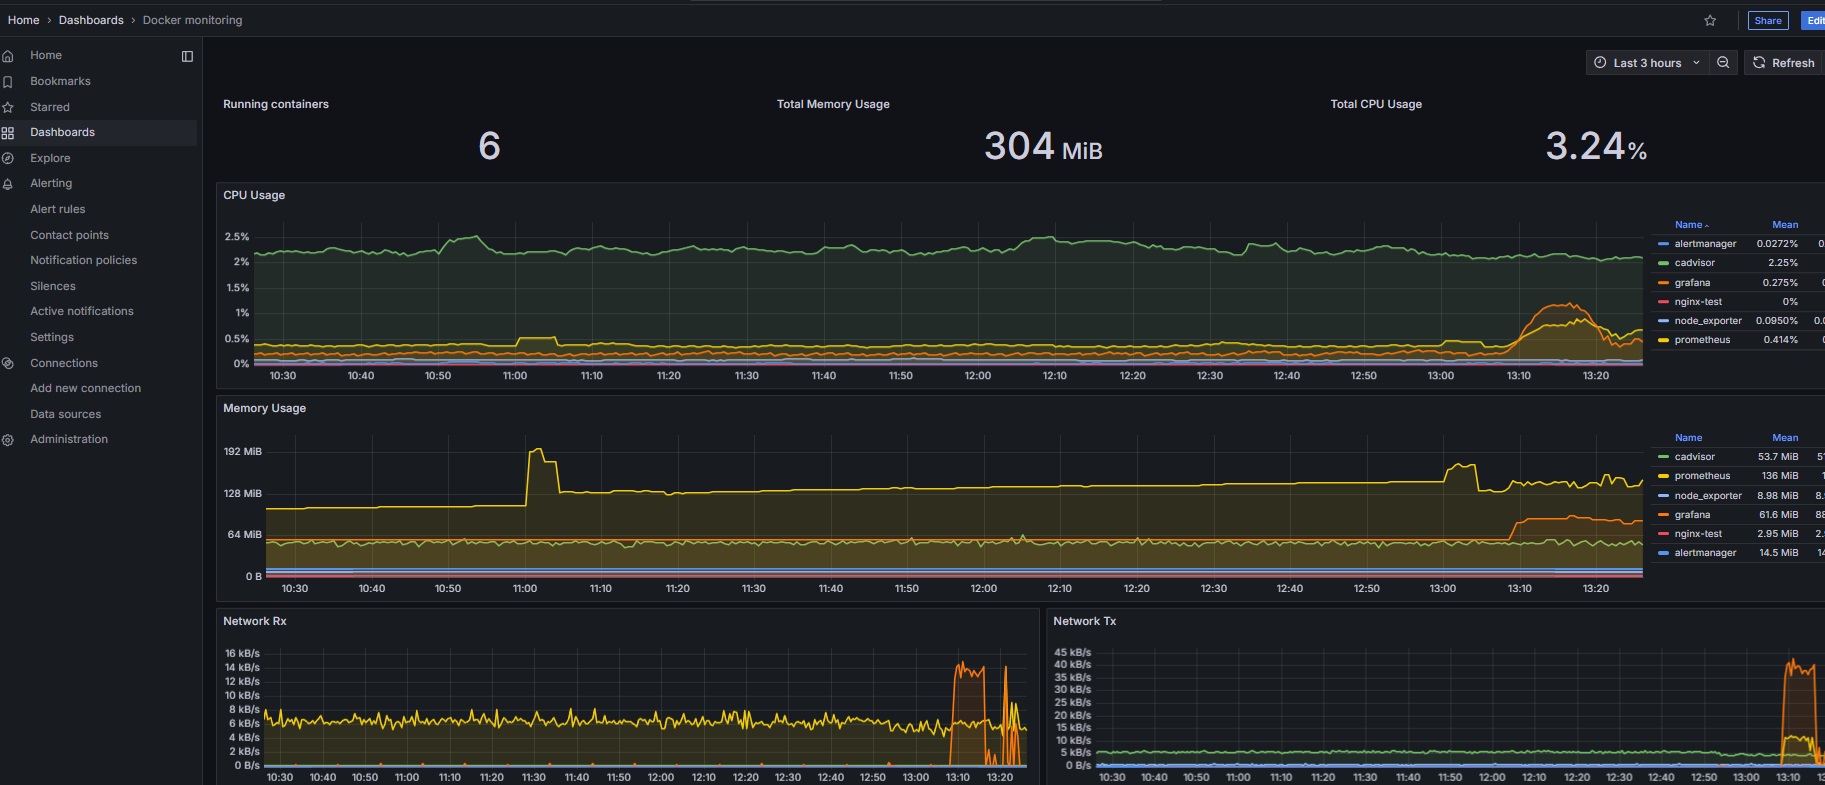 Home › Dashboards › Docker monitoring
Share
Edit
Home
Bookmarks
Starred
Dashboards
Explore
Alerting
Alert rules
Contact points
Notification policies
Silences
Active notifications
Settings
Connections
Add new connection
Data sources
Administration
Last 3 hours
Refresh
Running containers
6
Total Memory Usage
304 MiB
Total CPU Usage
3.24%
CPU Usage
2.5%
2%
1.5%
1%
0.5%
0%
10:30 10:40 10:50 11:00 11:10 11:20 11:30 11:40 11:50 12:00 12:10 12:20 12:30 12:40 12:50 13:00 13:10 13:20
Name Mean
alertmanager 0.0272% 0.
cadvisor 2.25%
grafana 0.275% 0
nginx-test 0%
node_exporter 0.0950% 0.0
prometheus 0.414% 0
Memory Usage
192 MiB
128 MiB
64 MiB
0 B
10:30 10:40 10:50 11:00 11:10 11:20 11:30 11:40 11:50 12:00 12:10 12:20 12:30 12:40 12:50 13:00 13:10 13:20
Name Mean
cadvisor 53.7 MiB 5
prometheus 136 MiB 1
node_exporter 8.98 MiB 8.
grafana 61.6 MiB 88
nginx-test 2.95 MiB 2.
alertmanager 14.5 MiB 14
Network Rx
16 kB/s
14 kB/s
12 kB/s
10 kB/s
8 kB/s
6 kB/s
4 kB/s
2 kB/s
0 B/s
10:30 10:40 10:50 11:00 11:10 11:20 11:30 11:40 11:50 12:00 12:10 12:20 12:30 12:40 12:50 13:00 13:10 13:20
Network Tx
45 kB/s
40 kB/s
35 kB/s
30 kB/s
25 kB/s
20 kB/s
15 kB/s
10 kB/s
5 kB/s
0 B/s
10:30 10:40 10:50 11:00 11:10 11:20 11:30 11:40 11:50 12:00 12:10 12:20 12:30 12:40 12:50 13:00 13:10 13